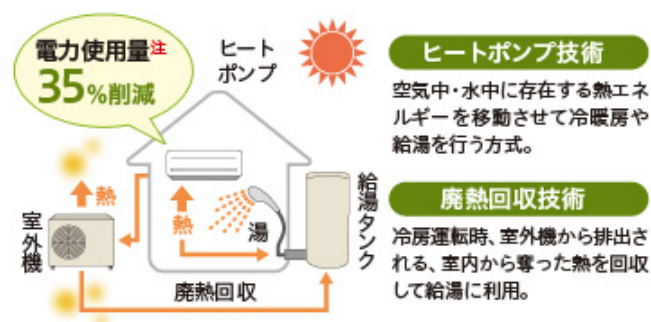 電力使用量注
35%削減
ヒート
ポンプ
熱
室外機
熱
湯
給湯タンク
廃熱回収
ヒートポンプ技術
空気中・水中に存在する熱エネ
ルギーを移動させて冷暖房や
給湯を行う方式。
廃熱回収技術
冷房運転時、室外機から排出さ
れる、室内から奪った熱を回収
して給湯に利用。